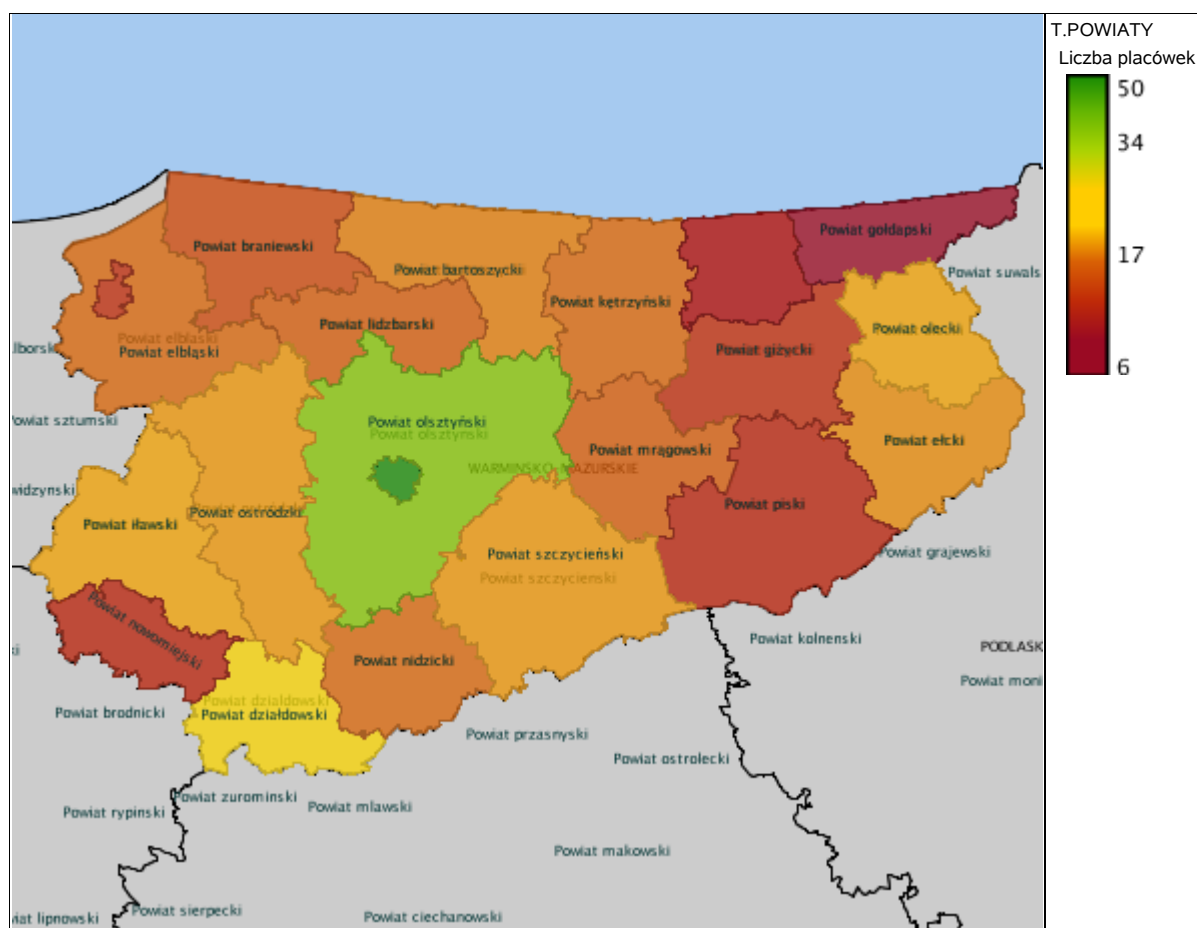 T.POWIATY
Liczba placówek
50
34
17
6
Powiat gołdapski
Powiat braniewski
Powiat bartoszycki
Powiat suwals
Powiat kętrzyński
Powiat lidzbarski
Powiat olecki
Powiat elbląski
lborsk
Powiat elbląski
Powiat giżycki
Powiat sztumski
Powiat olsztyński
Powiat olsztyński
Powiat ełcki
Powiat mrągowski
WARMIŃSKO-MAZURSKIE
widzynski
Powiat piski
Powiat ostródzki
Powiat iławski
Powiat szczycieński
Powiat grajewski
Powiat szczycienski
Powiat nowomiejski
Powiat kolnenski
PODLASK
ki
Powiat nidzicki
Powiat moni
Powiat dzialdowski
Powiat działdowski
Powiat brodnicki
Powiat przasnyski
Powiat ostrolecki
Powiat zurominski
Powiat mlawski
Powiat rypinski
Powiat makowski
Powiat sierpecki
Powiat ciechanowski
wiat lipnowski